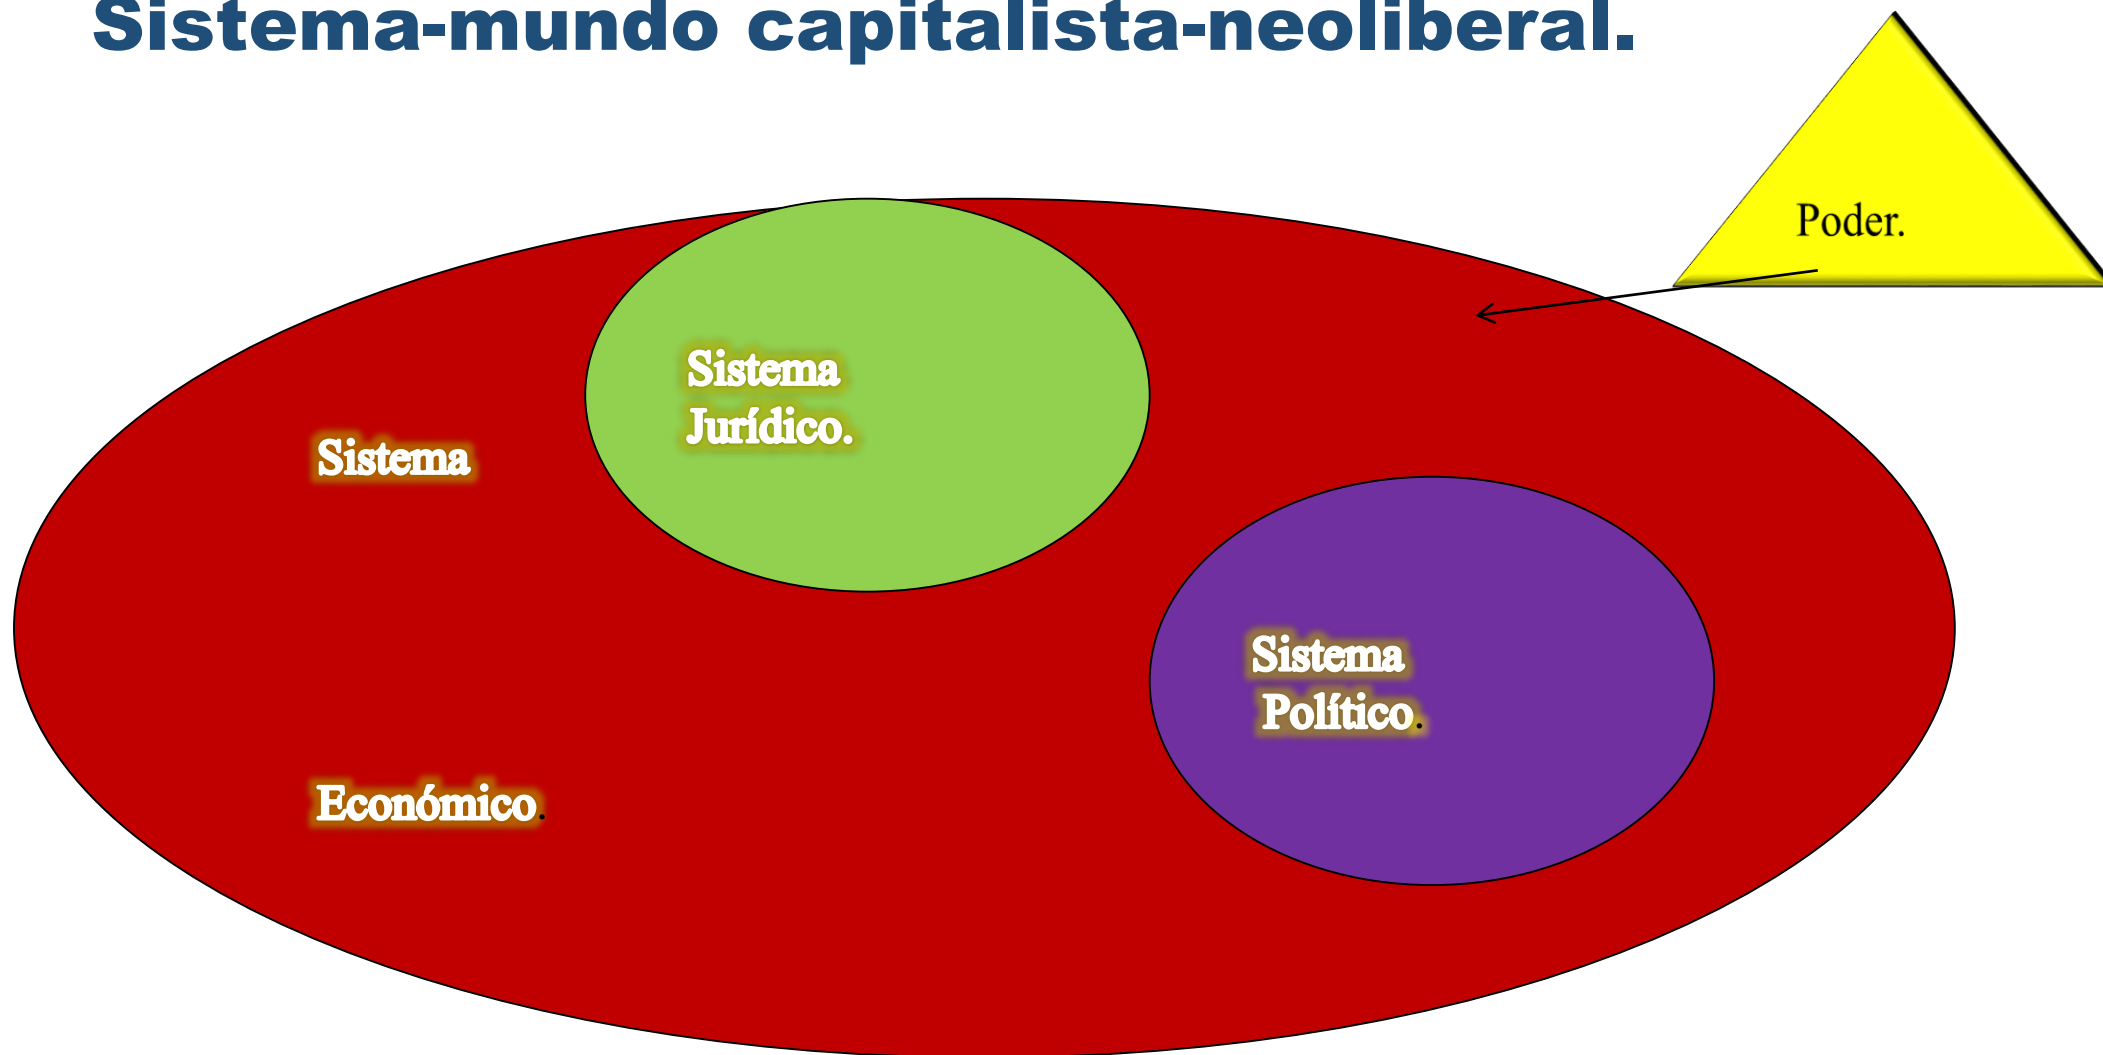 Sistema-mundo capitalista-neoliberal.
Poder.
Sistema
Jurídico.
Sistema
Económico.
Sistema
Político.